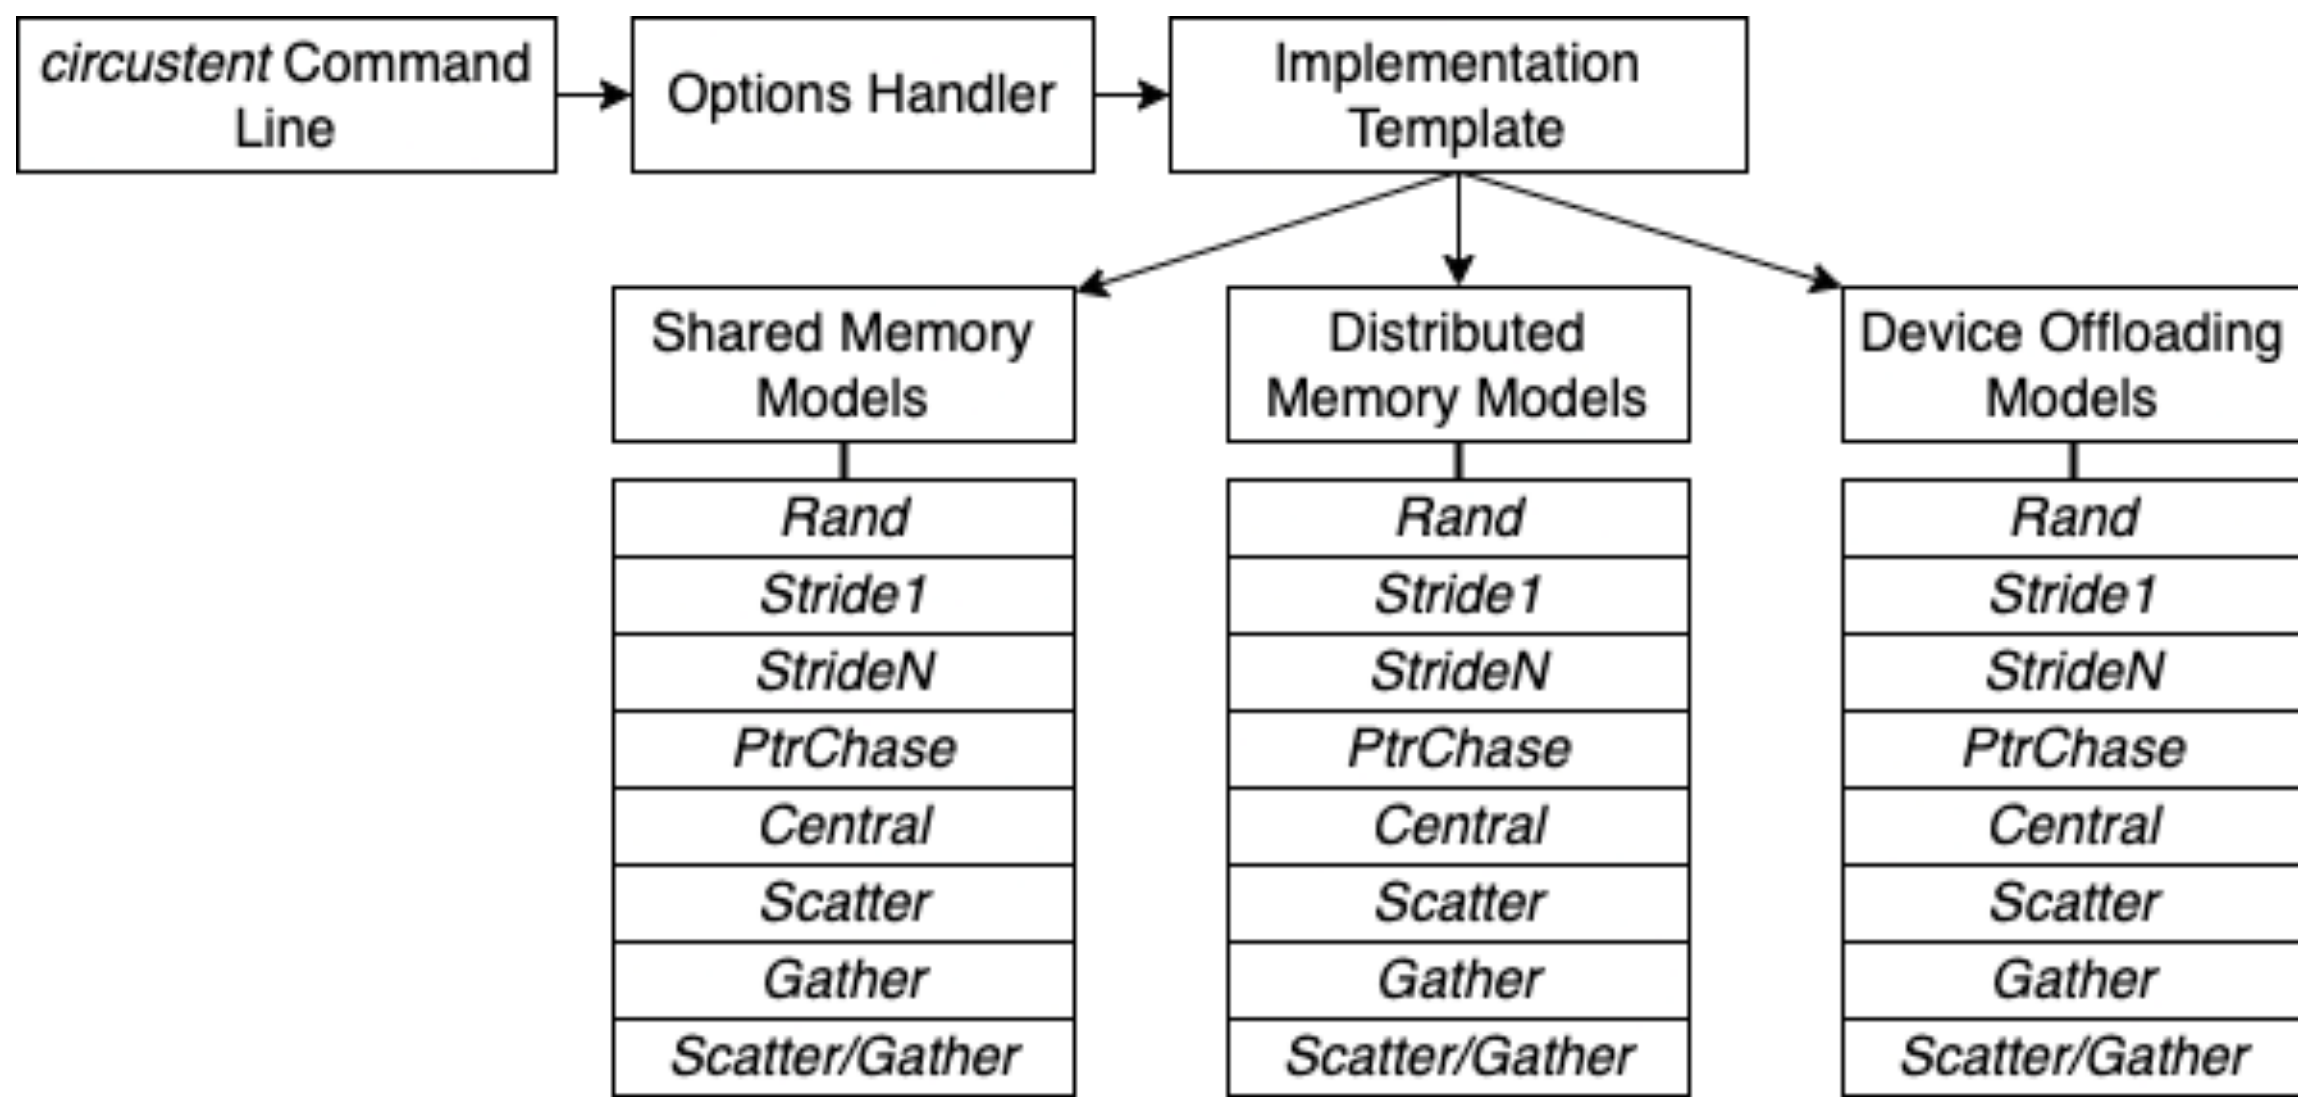 circustent Command
Line
Options Handler
Implementation
Template
Shared Memory
Models
Rand
Stride1
StrideN
PtrChase
Central
Scatter
Gather
Scatter/Gather
Distributed
Memory Models
Rand
Stride1
StrideN
PtrChase
Central
Scatter
Gather
Scatter/Gather
Device Offloading
Models
Rand
Stride1
StrideN
PtrChase
Central
Scatter
Gather
Scatter/Gather